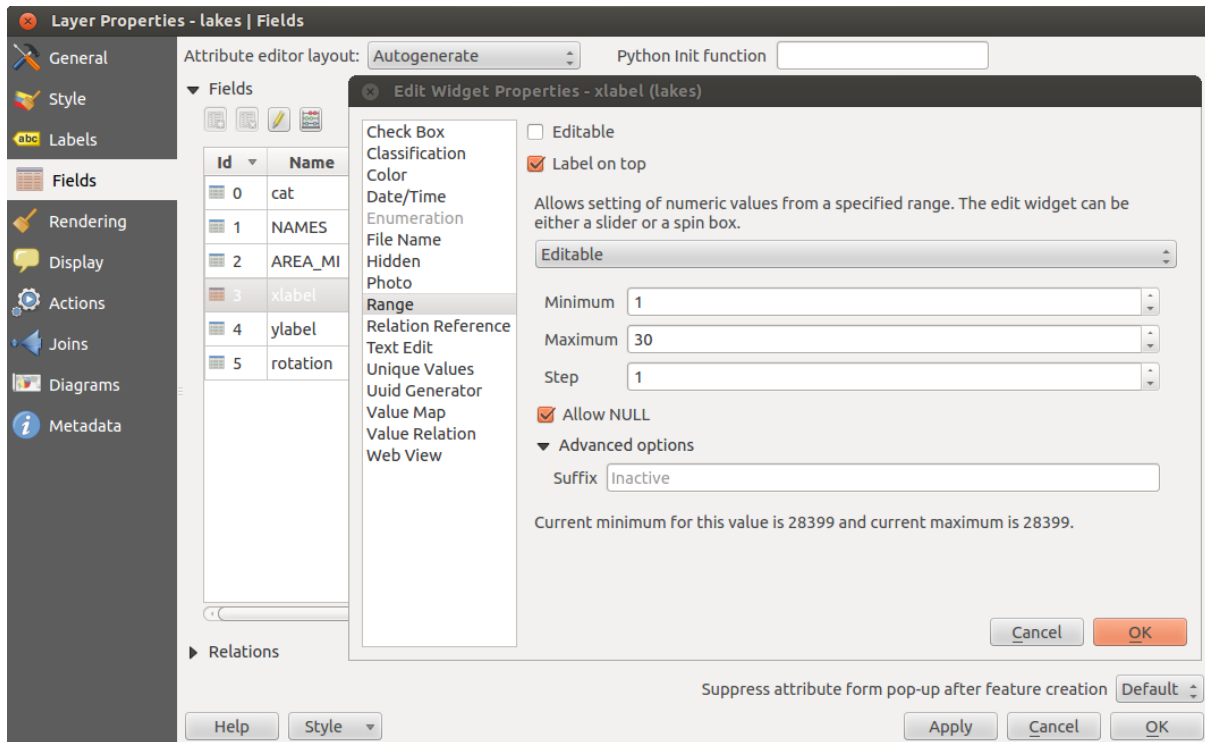 Layer Properties - lakes | Fields
General
Style
Labels
Fields
Rendering
Display
Actions
Joins
Diagrams
Metadata
abc
Attribute editor layout: Autogenerate Python Init function
Fields
Id Name
0 cat
1 NAMES
2 AREA_MI
3 xlabel
4 ylabel
5 rotation
Relations
Edit Widget Properties - xlabel (lakes)
Check Box
Classification
Color
Date/Time
Enumeration
File Name
Hidden
Photo
Range
Relation Reference
Text Edit
Unique Values
Uuid Generator
Value Map
Value Relation
Web View
Editable
Label on top
Allows setting of numeric values from a specified range. The edit widget can be
either a slider or a spin box.
Editable
Minimum 1
Maximum 30
Step 1
Allow NULL
Advanced options
Suffix Inactive
Current minimum for this value is 28399 and current maximum is 28399.
Cancel OK
Suppress attribute form pop-up after feature creation Default
Help Style Apply Cancel OK